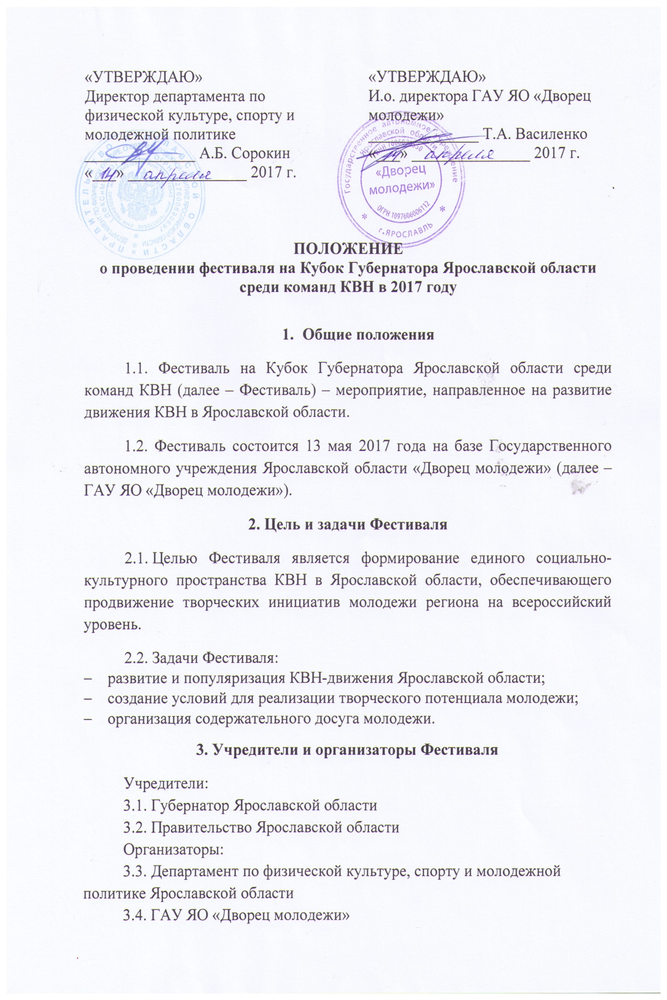 «УТВЕРЖДАЮ»
Директор департамента по
физической культуре, спорту и
молодежной политике
А.Б. Сорокин
«14» апреля 2017 г.
«УТВЕРЖДАЮ»
И.о. директора ГАУ ЯО «Дворец
молодежи»
Т.А. Василенко
«14» апреля 2017 г.
ПРАВИТЕЛЬСТВО ЯРОСЛАВСКОЙ ОБЛАСТИ
Государственное автономное учреждение
Ярославской области
«Дворец
молодежи»
ОГРН 1097606006112
г.ЯРОСЛАВЛЬ
ПОЛОЖЕНИЕ
о проведении фестиваля на Кубок Губернатора Ярославской области
среди команд КВН в 2017 году
1. Общие положения
1.1. Фестиваль на Кубок Губернатора Ярославской области среди
команд КВН (далее – Фестиваль) – мероприятие, направленное на развитие
движения КВН в Ярославской области.
1.2. Фестиваль состоится 13 мая 2017 года на базе Государственного
автономного учреждения Ярославской области «Дворец молодежи» (далее –
ГАУ ЯО «Дворец молодежи»).
2. Цель и задачи Фестиваля
2.1. Целью Фестиваля является формирование единого социально-
культурного пространства КВН в Ярославской области, обеспечивающего
продвижение творческих инициатив молодежи региона на всероссийский
уровень.
2.2. Задачи Фестиваля:
– развитие и популяризация КВН-движения Ярославской области;
– создание условий для реализации творческого потенциала молодежи;
– организация содержательного досуга молодежи.
3. Учредители и организаторы Фестиваля
Учредители:
3.1. Губернатор Ярославской области
3.2. Правительство Ярославской области
Организаторы:
3.3. Департамент по физической культуре, спорту и молодежной
политике Ярославской области
3.4. ГАУ ЯО «Дворец молодежи»